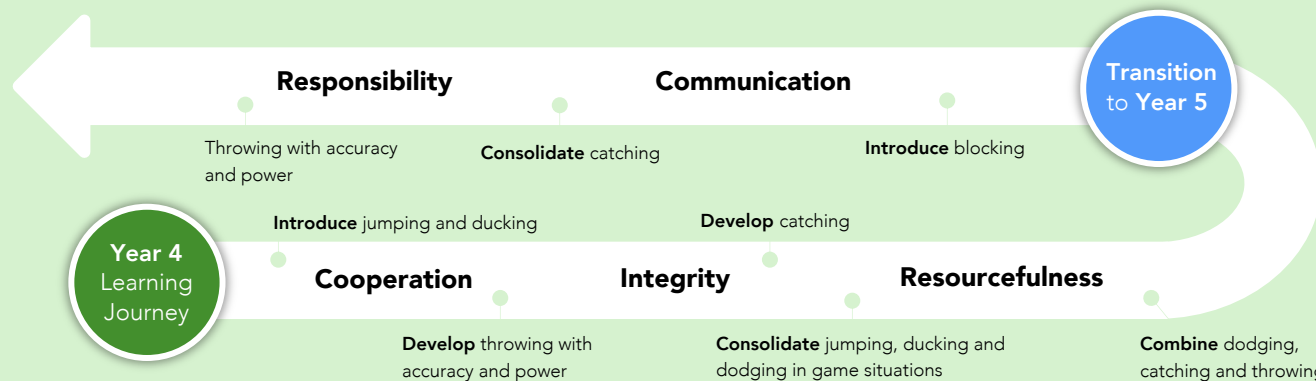 Responsibility
Communication
Transition
to Year 5
Throwing with accuracy
and power
Consolidate catching
Introduce blocking
Introduce jumping and ducking
Develop catching
Year 4
Learning
Journey
Cooperation
Integrity
Resourcefulness
Develop throwing with
accuracy and power
Consolidate jumping, ducking and
dodging in game situations
Combine dodging,
catching and throwing